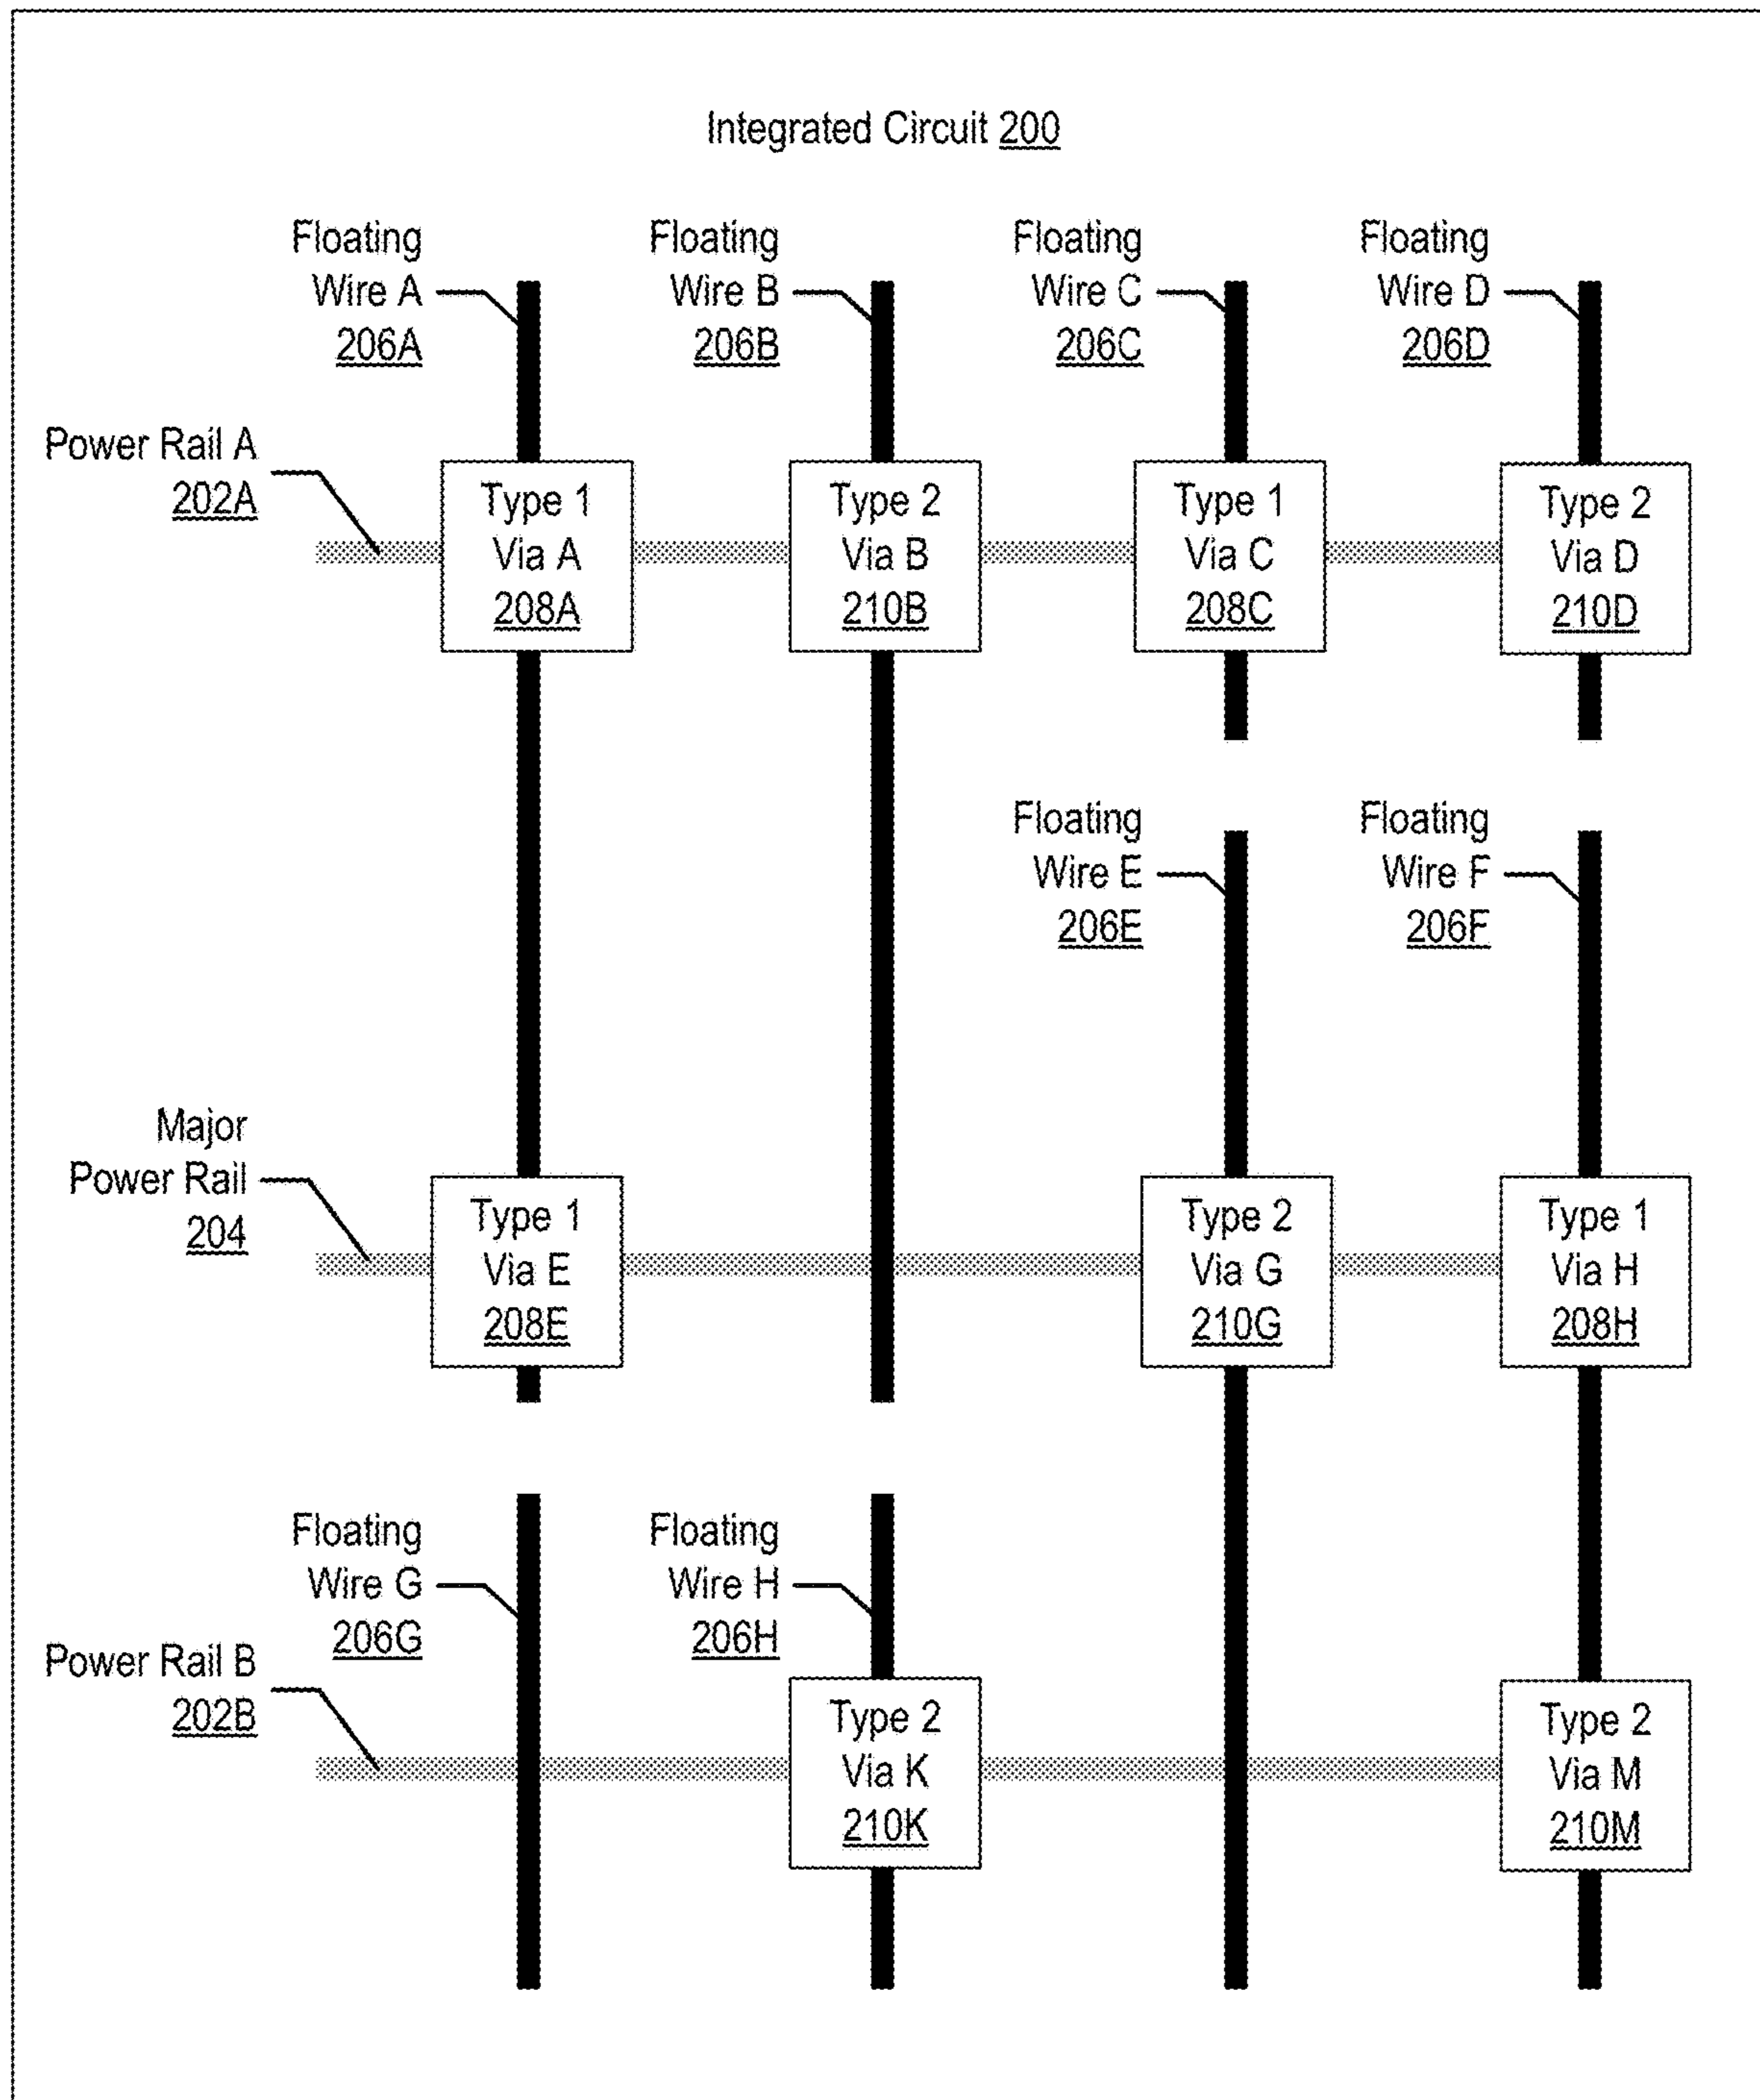 Integrated Circuit 200
Floating
Wire A
206A
Floating
Wire B
206B
Floating
Wire C
206C
Floating
Wire D
206D
Power Rail A
202A
Type 1
Via A
208A
Type 2
Via B
210B
Type 1
Via C
208C
Type 2
Via D
210D
Floating
Wire E
206E
Floating
Wire F
206F
Major
Power Rail
204
Type 1
Via E
208E
Type 2
Via G
210G
Type 1
Via H
208H
Floating
Wire G
206G
Floating
Wire H
206H
Power Rail B
202B
Type 2
Via K
210K
Type 2
Via M
210M